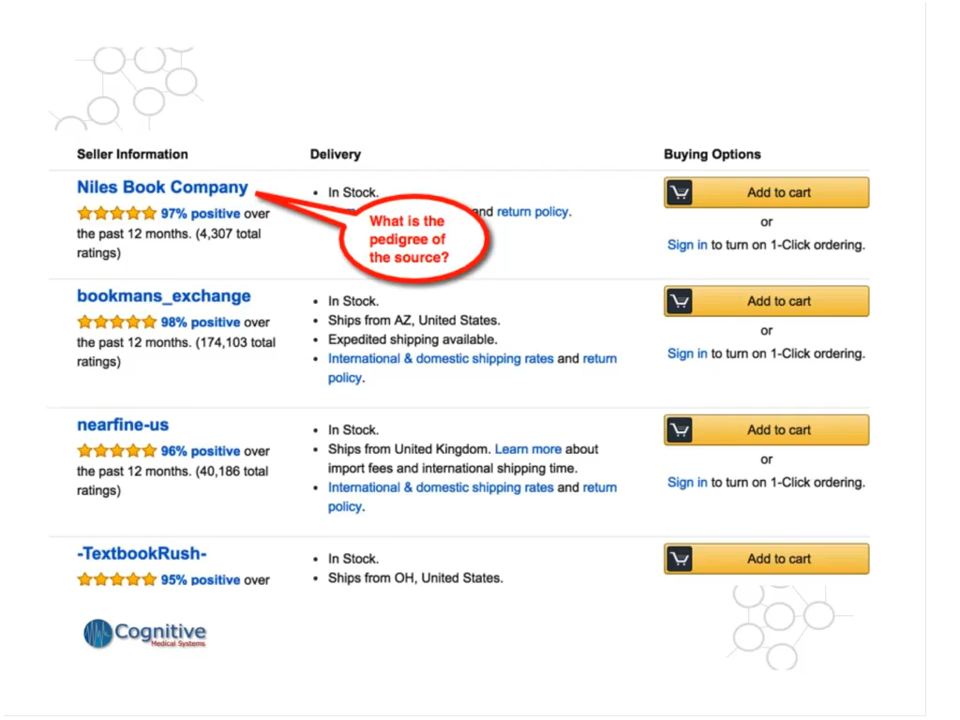 Seller Information
Delivery
Buying Options
Niles Book Company
97% positive over
the past 12 months. (4,307 total
ratings)
• In Stock.
and return policy.
What is the
pedigree of
the source?
Add to cart
or
Sign in to turn on 1-Click ordering.
bookmans_exchange
98% positive over
the past 12 months. (174,103 total
ratings)
• In Stock.
• Ships from AZ, United States.
• Expedited shipping available.
• International & domestic shipping rates and return
policy.
Add to cart
or
Sign in to turn on 1-Click ordering.
nearfine-us
96% positive over
the past 12 months. (40,186 total
ratings)
• In Stock.
• Ships from United Kingdom. Learn more about
import fees and international shipping time.
• International & domestic shipping rates and return
policy.
Add to cart
or
Sign in to turn on 1-Click ordering.
-TextbookRush-
95% positive over
• In Stock.
• Ships from OH, United States.
Add to cart
Cognitive
Medical Systems